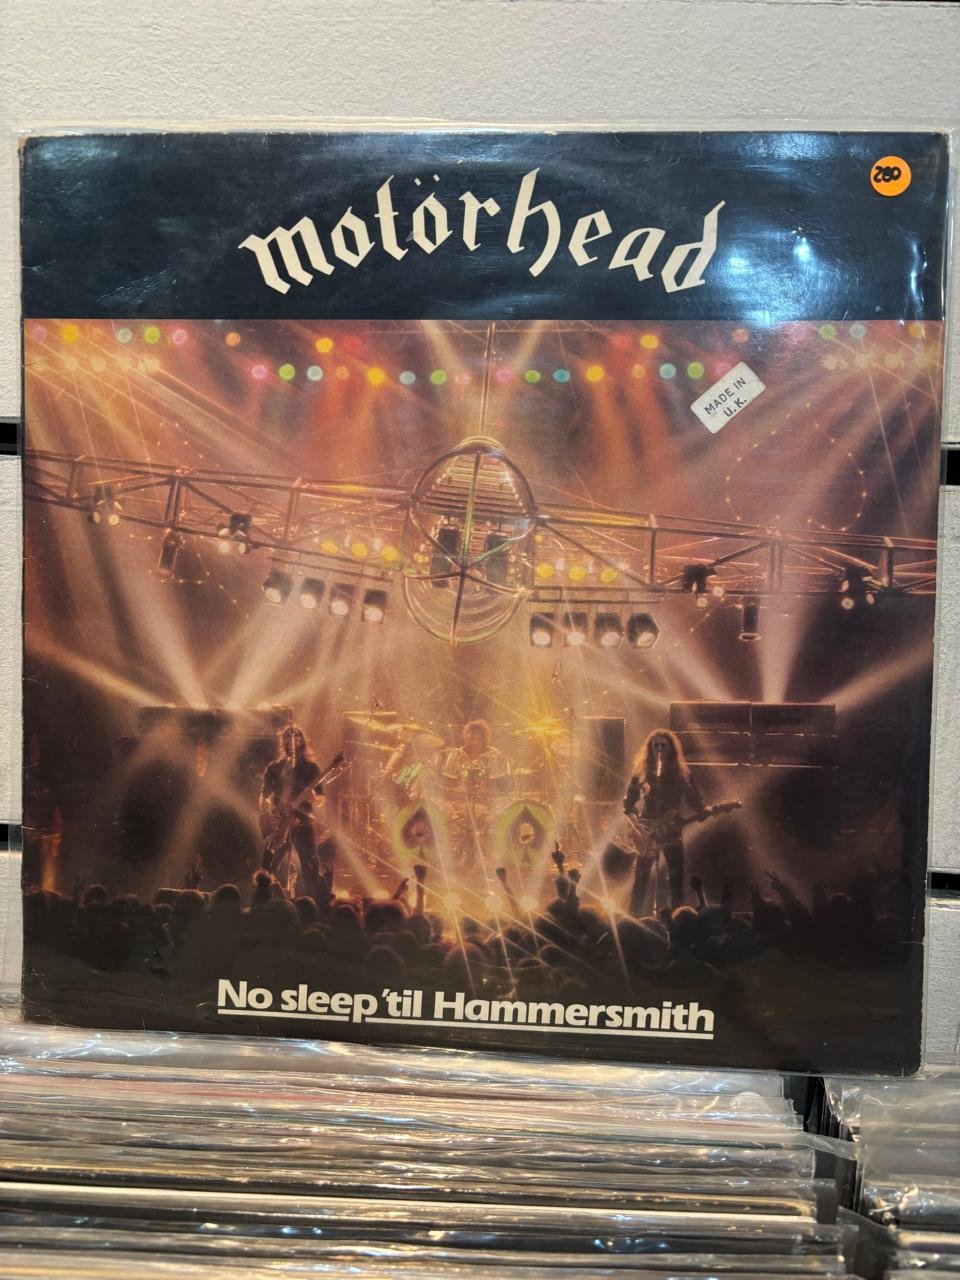 280
motörhead
MADE IN
U.K.
No sleep 'til Hammersmith